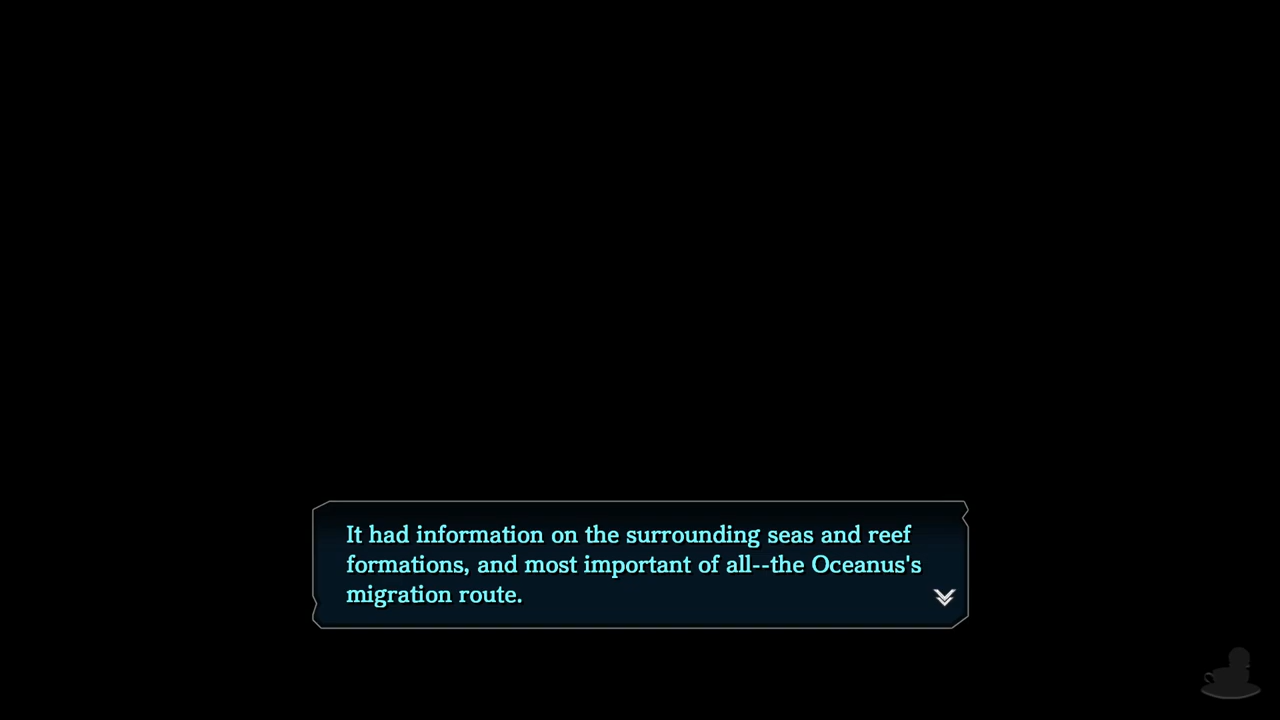 It had information on the surrounding seas and reef
formations, and most important of all--the Oceanus's
migration route.